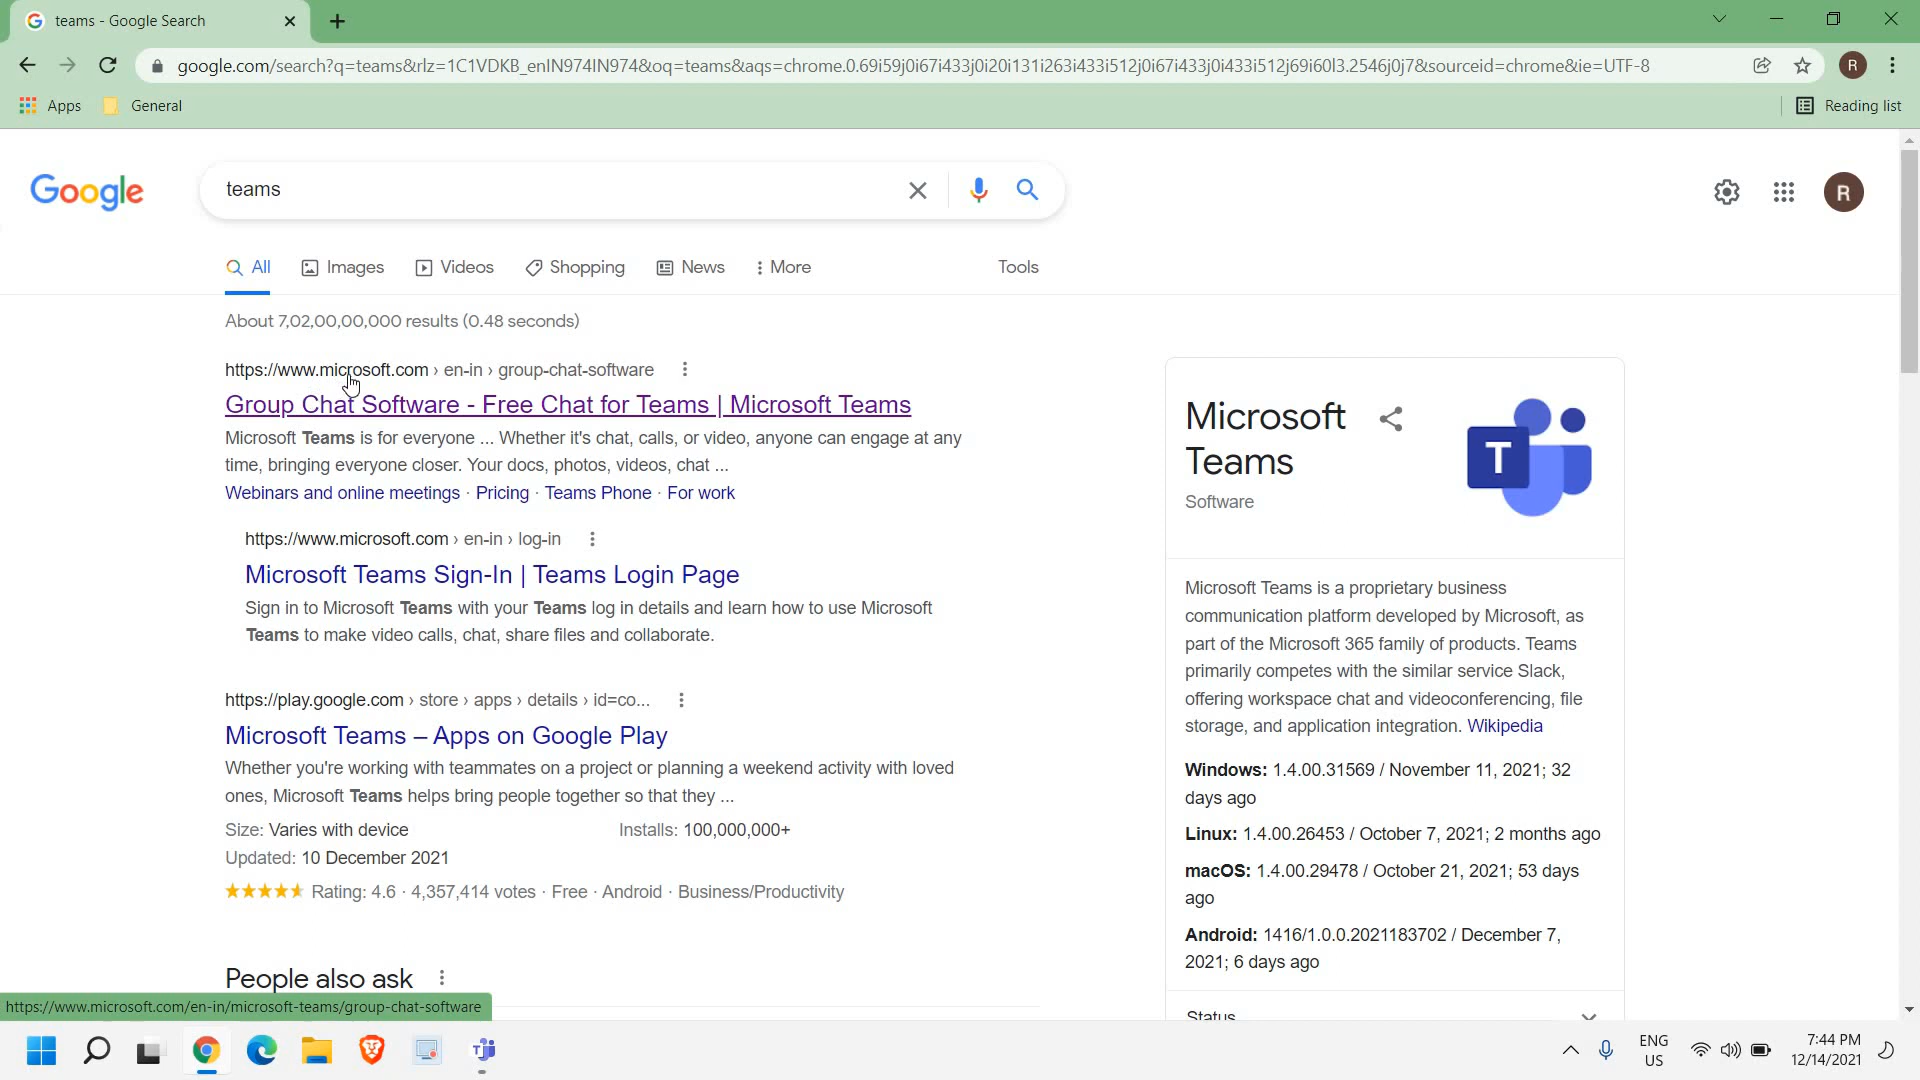 teams - Google Search
google.com/search?q=teams&rlz=1C1VDKB_enIN974IN974&oq=teams&aqs=chrome.0.69i59j0i67i433j0i20i131i263i433i512j0i67i433j0i433i512j69i60l3.2546j0j7&sourceid=chrome&ie=UTF-8
R
Apps
General
Reading list
Google
teams
R
All
Images
Videos
Shopping
News
More
Tools
About 7,02,00,00,000 results (0.48 seconds)
https://www.microsoft.com › en-in › group-chat-software
Group Chat Software - Free Chat for Teams | Microsoft Teams
Microsoft Teams is for everyone ... Whether it's chat, calls, or video, anyone can engage at any
time, bringing everyone closer. Your docs, photos, videos, chat ...
Webinars and online meetings · Pricing · Teams Phone · For work
https://www.microsoft.com › en-in › log-in
Microsoft Teams Sign-In | Teams Login Page
Sign in to Microsoft Teams with your Teams log in details and learn how to use Microsoft
Teams to make video calls, chat, share files and collaborate.
https://play.google.com › store › apps › details › id=co...
Microsoft Teams – Apps on Google Play
Whether you're working with teammates on a project or planning a weekend activity with loved
ones, Microsoft Teams helps bring people together so that they ...
Size: Varies with device
Installs: 100,000,000+
Updated: 10 December 2021
Rating: 4.6 · 4,357,414 votes · Free · Android · Business/Productivity
People also ask
Microsoft
Teams
Software
T
Microsoft Teams is a proprietary business
communication platform developed by Microsoft, as
part of the Microsoft 365 family of products. Teams
primarily competes with the similar service Slack,
offering workspace chat and videoconferencing, file
storage, and application integration. Wikipedia
Windows: 1.4.00.31569 / November 11, 2021; 32
days ago
Linux: 1.4.00.26453 / October 7, 2021; 2 months ago
macOS: 1.4.00.29478 / October 21, 2021; 53 days
ago
Android: 1416/1.0.0.2021183702 / December 7,
2021; 6 days ago
Status
https://www.microsoft.com/en-in/microsoft-teams/group-chat-software
ENG
US
7:44 PM
12/14/2021